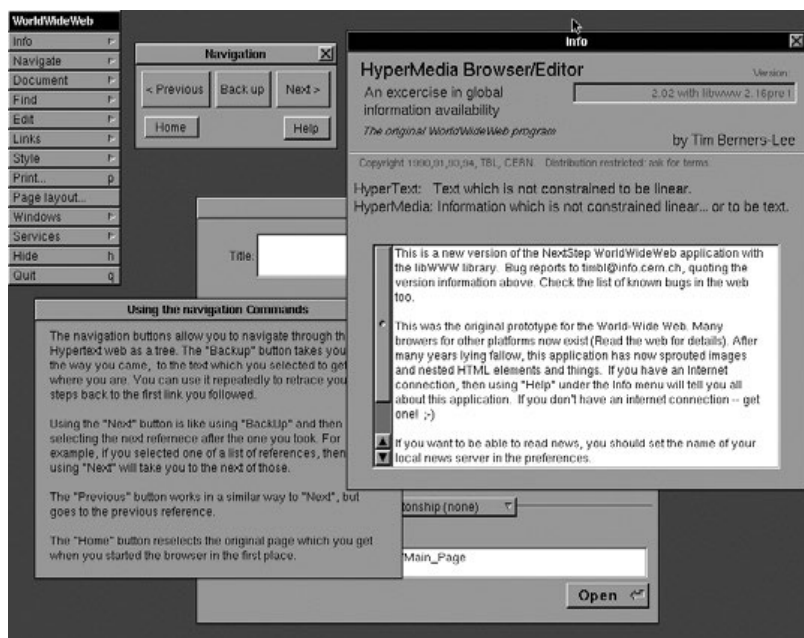 WorldWideWeb
Info
Navigate
Document
Find
Edit
Links
Style
Print... p
Page layout...
Windows
Services
Hide h
Quit q
Navigation
< Previous
Back up
Next >
Home
Help
Info
HyperMedia Browser/Editor
Version:
An excercise in global
information availability
2.02 with libwww 2.16pre1
The original WorldWideWeb program
by Tim Berners-Lee
Copyright 1990,91,93,94, TBL, CERN. Distribution restricted: ask for terms
HyperText: Text which is not constrained to be linear.
HyperMedia: Information which is not constrained linear... or to be text.
This is a new version of the NextStep WorldWideWeb application with
the libWWW library. Bug reports to timbl@info.cern.ch, quoting the
version information above. Check the list of known bugs in the web
too.
This was the original prototype for the World-Wide Web. Many
browsers for other platforms now exist (Read the web for details). After
many years lying fallow, this application has now sprouted images
and nested HTML elements and things. If you have an Internet
connection, then using "Help" under the Info menu will tell you all
about this application. If you don't have an internet connection -- get
one! ;-)
If you want to be able to read news, you should set the name of your
local news server in the preferences.
Title:
Using the navigation Commands
The navigation buttons allow you to navigate through th
Hypertext web as a tree. The "Backup" button takes you
the way you came, to the text which you selected to get
where you are. You can use it repeatedly to retrace you
steps back to the first link you followed.
Using the "Next" button is like using "BackUp" and then
selecting the next refernece after the one you took. For
example, if you selected one of a list of references, then
using "Next" will take you to the next of those.
The "Previous" button works in a similar way to "Next", but
goes to the previous reference.
The "Home" button reselects the original page which you get
when you started the browser in the first place.
tonship (none)
/Main_Page
Open